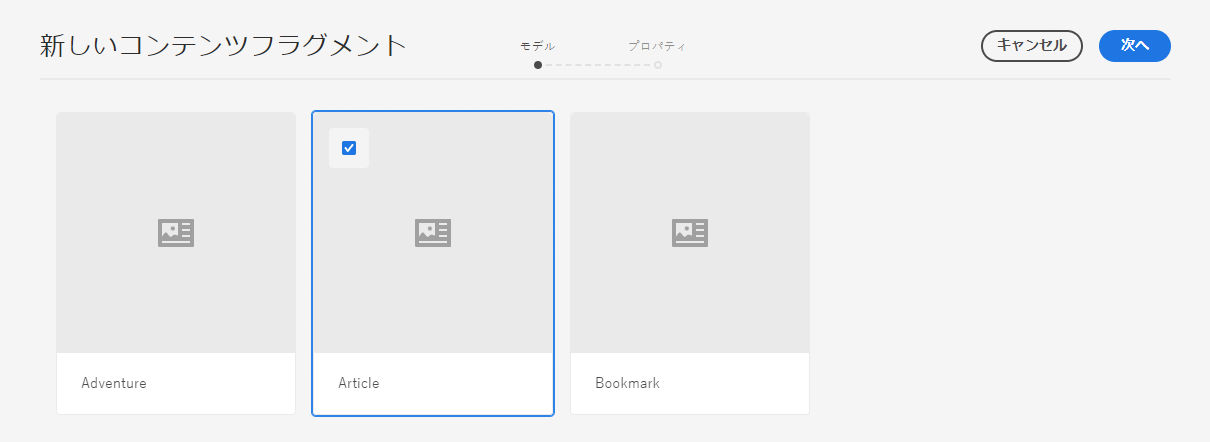 新しいコンテンツフラグメント
モデル
プロパティ
キャンセル
次へ
Adventure
Article
Bookmark